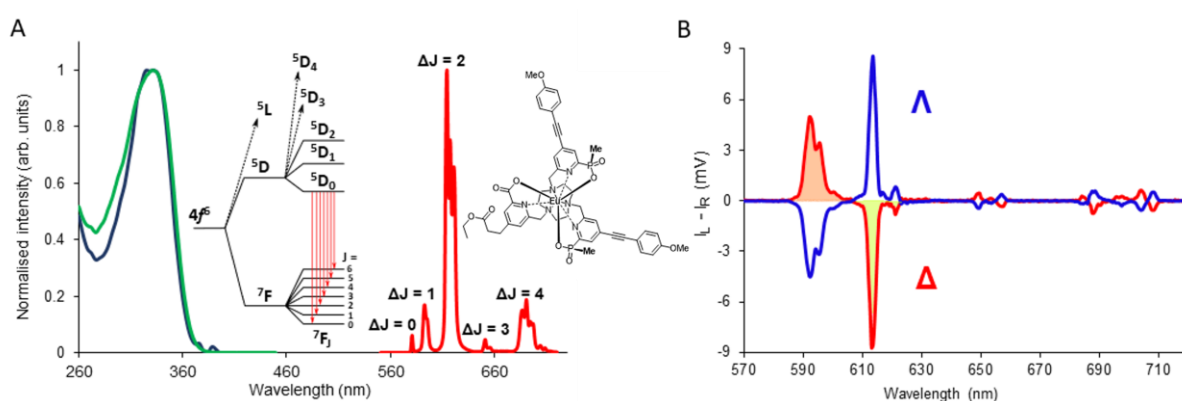 A
Normalised intensity (arb. units)
1
0.8
0.6
0.4
0.2
0
260
360
460
560
660
Wavelength (nm)
4f⁶
⁵L
⁵D
⁷F
⁵D₄
⁵D₃
⁵D₂
⁵D₁
⁵D₀
J =
6
5
4
3
2
1
0
⁷F_J
ΔJ = 0
ΔJ = 1
ΔJ = 2
ΔJ = 3
ΔJ = 4
MeO
Me
P
O
O
N
N
O
O
N
Eu
N
N
N
O
O
O
P
Me
O
OMe
B
I_L – I_R (mV)
9
6
3
0
-3
-6
-9
570
590
610
630
650
670
690
710
Wavelength (nm)
Λ
Δ